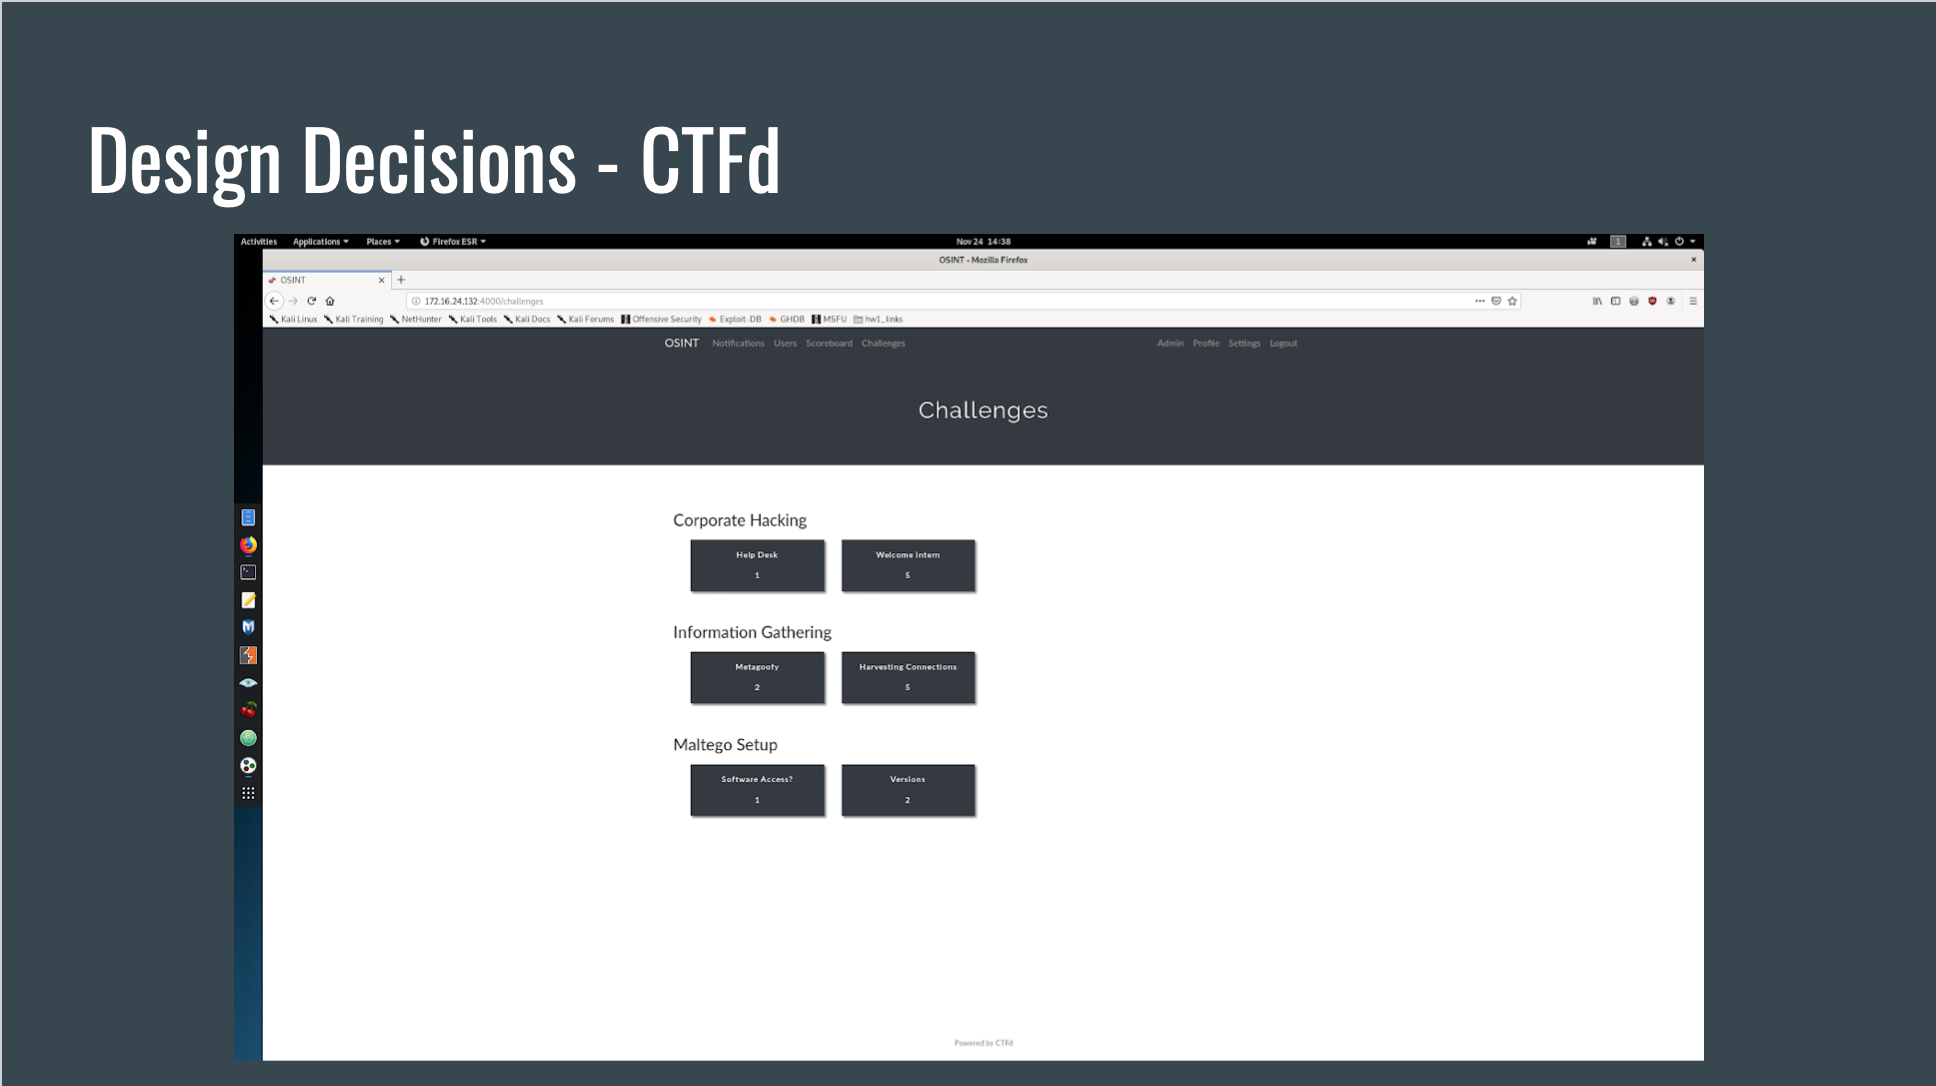 Design Decisions - CTFd
Activities Applications Places Firefox ESR Nov 24 14:38 1
OSINT - Mozilla Firefox
OSINT
172.16.24.132:4000/challenges
Kali Linux Kali Training NetHunter Kali Tools Kali Docs Kali Forums Offensive Security Exploit-DB GHDB MSFU hw1_links
OSINT Notifications Users Scoreboard Challenges Admin Profile Settings Logout
Challenges
Corporate Hacking
Help Desk Welcome Intern
1 5
Information Gathering
Metagoofy Harvesting Connections
2 5
Maltego Setup
Software Access? Versions
1 2
Powered by CTFd